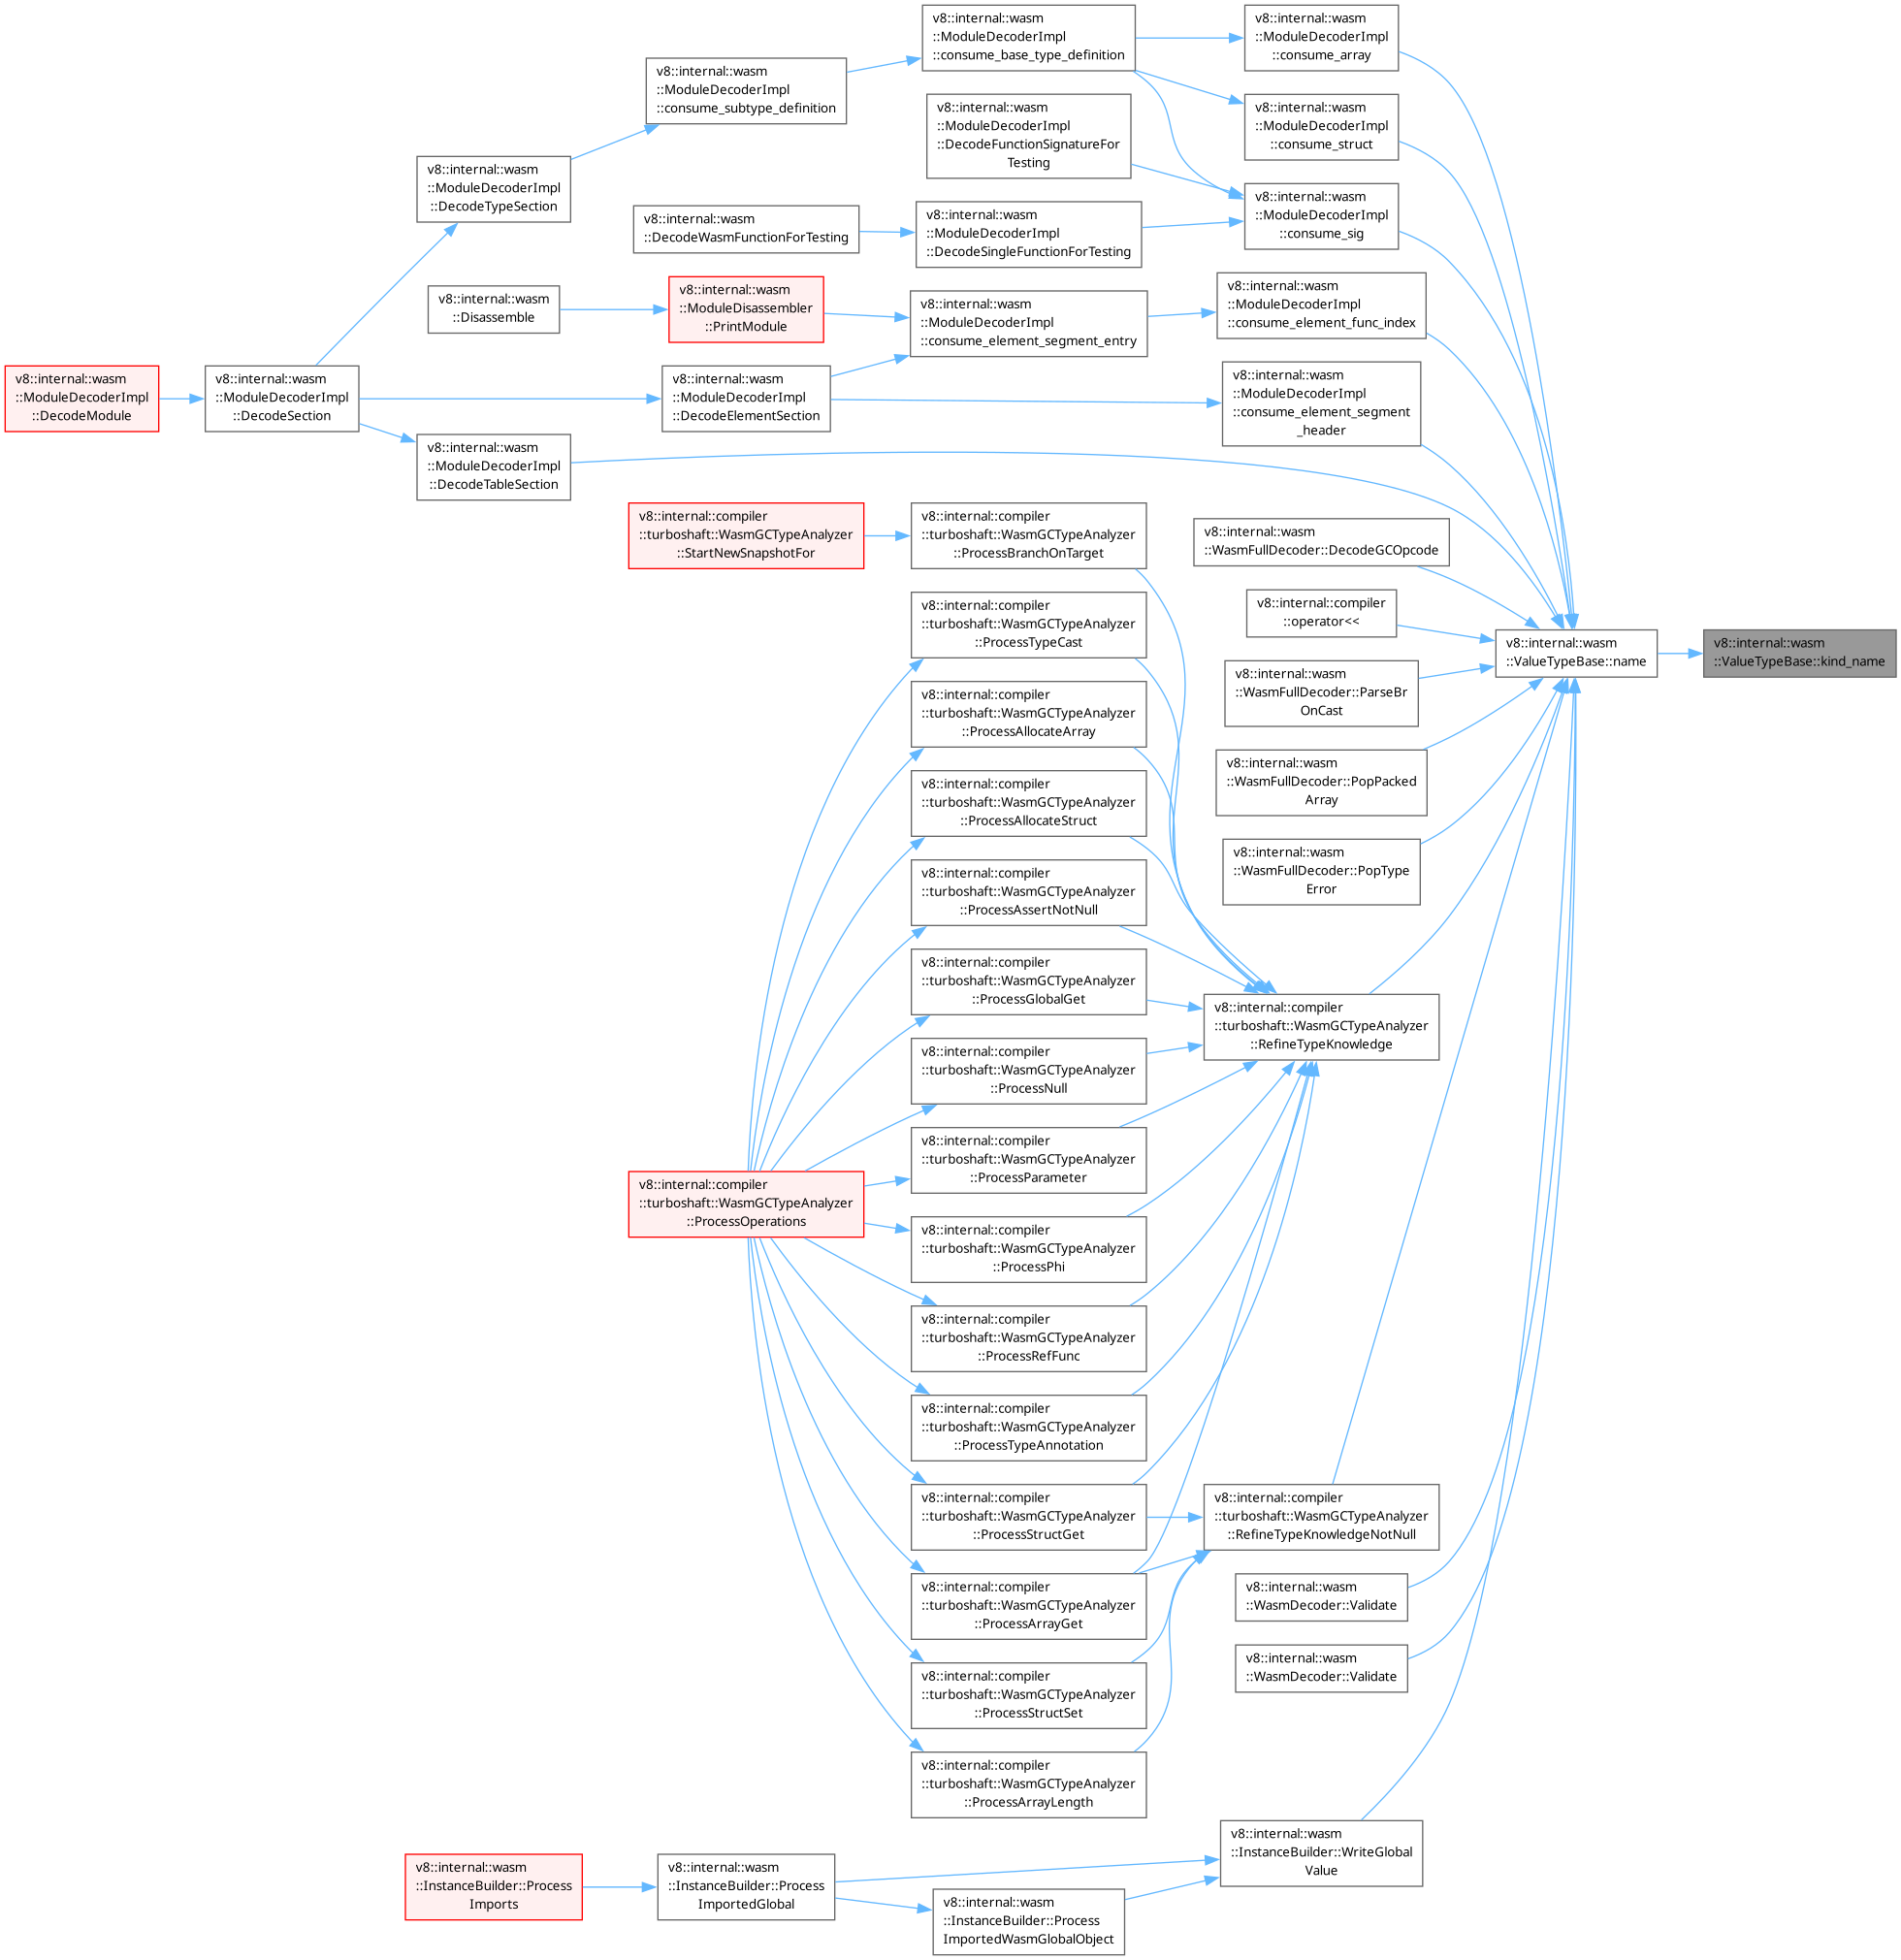 v8::internal::wasm
::ModuleDecoderImpl
::consume_base_type_definition
v8::internal::wasm
::ModuleDecoderImpl
::consume_array
v8::internal::wasm
::ModuleDecoderImpl
::consume_subtype_definition
v8::internal::wasm
::ModuleDecoderImpl
::DecodeFunctionSignatureFor
Testing
v8::internal::wasm
::ModuleDecoderImpl
::consume_struct
v8::internal::wasm
::ModuleDecoderImpl
::DecodeTypeSection
v8::internal::wasm
::ModuleDecoderImpl
::consume_sig
v8::internal::wasm
::DecodeWasmFunctionForTesting
v8::internal::wasm
::ModuleDecoderImpl
::DecodeSingleFunctionForTesting
v8::internal::wasm
::Disassemble
v8::internal::wasm
::ModuleDisassembler
::PrintModule
v8::internal::wasm
::ModuleDecoderImpl
::consume_element_segment_entry
v8::internal::wasm
::ModuleDecoderImpl
::consume_element_func_index
v8::internal::wasm
::ModuleDecoderImpl
::DecodeModule
v8::internal::wasm
::ModuleDecoderImpl
::DecodeSection
v8::internal::wasm
::ModuleDecoderImpl
::DecodeElementSection
v8::internal::wasm
::ModuleDecoderImpl
::consume_element_segment
_header
v8::internal::wasm
::ModuleDecoderImpl
::DecodeTableSection
v8::internal::compiler
::turboshaft::WasmGCTypeAnalyzer
::StartNewSnapshotFor
v8::internal::compiler
::turboshaft::WasmGCTypeAnalyzer
::ProcessBranchOnTarget
v8::internal::wasm
::WasmFullDecoder::DecodeGCOpcode
v8::internal::compiler
::turboshaft::WasmGCTypeAnalyzer
::ProcessTypeCast
v8::internal::compiler
::operator<<
v8::internal::wasm
::ValueTypeBase::name
v8::internal::wasm
::ValueTypeBase::kind_name
v8::internal::compiler
::turboshaft::WasmGCTypeAnalyzer
::ProcessAllocateArray
v8::internal::wasm
::WasmFullDecoder::ParseBr
OnCast
v8::internal::compiler
::turboshaft::WasmGCTypeAnalyzer
::ProcessAllocateStruct
v8::internal::wasm
::WasmFullDecoder::PopPacked
Array
v8::internal::compiler
::turboshaft::WasmGCTypeAnalyzer
::ProcessAssertNotNull
v8::internal::wasm
::WasmFullDecoder::PopType
Error
v8::internal::compiler
::turboshaft::WasmGCTypeAnalyzer
::ProcessGlobalGet
v8::internal::compiler
::turboshaft::WasmGCTypeAnalyzer
::RefineTypeKnowledge
v8::internal::compiler
::turboshaft::WasmGCTypeAnalyzer
::ProcessNull
v8::internal::compiler
::turboshaft::WasmGCTypeAnalyzer
::ProcessParameter
v8::internal::compiler
::turboshaft::WasmGCTypeAnalyzer
::ProcessOperations
v8::internal::compiler
::turboshaft::WasmGCTypeAnalyzer
::ProcessPhi
v8::internal::compiler
::turboshaft::WasmGCTypeAnalyzer
::ProcessRefFunc
v8::internal::compiler
::turboshaft::WasmGCTypeAnalyzer
::ProcessTypeAnnotation
v8::internal::compiler
::turboshaft::WasmGCTypeAnalyzer
::ProcessStructGet
v8::internal::compiler
::turboshaft::WasmGCTypeAnalyzer
::RefineTypeKnowledgeNotNull
v8::internal::compiler
::turboshaft::WasmGCTypeAnalyzer
::ProcessArrayGet
v8::internal::wasm
::WasmDecoder::Validate
v8::internal::compiler
::turboshaft::WasmGCTypeAnalyzer
::ProcessStructSet
v8::internal::wasm
::WasmDecoder::Validate
v8::internal::compiler
::turboshaft::WasmGCTypeAnalyzer
::ProcessArrayLength
v8::internal::wasm
::InstanceBuilder::WriteGlobal
Value
v8::internal::wasm
::InstanceBuilder::Process
Imports
v8::internal::wasm
::InstanceBuilder::Process
ImportedGlobal
v8::internal::wasm
::InstanceBuilder::Process
ImportedWasmGlobalObject